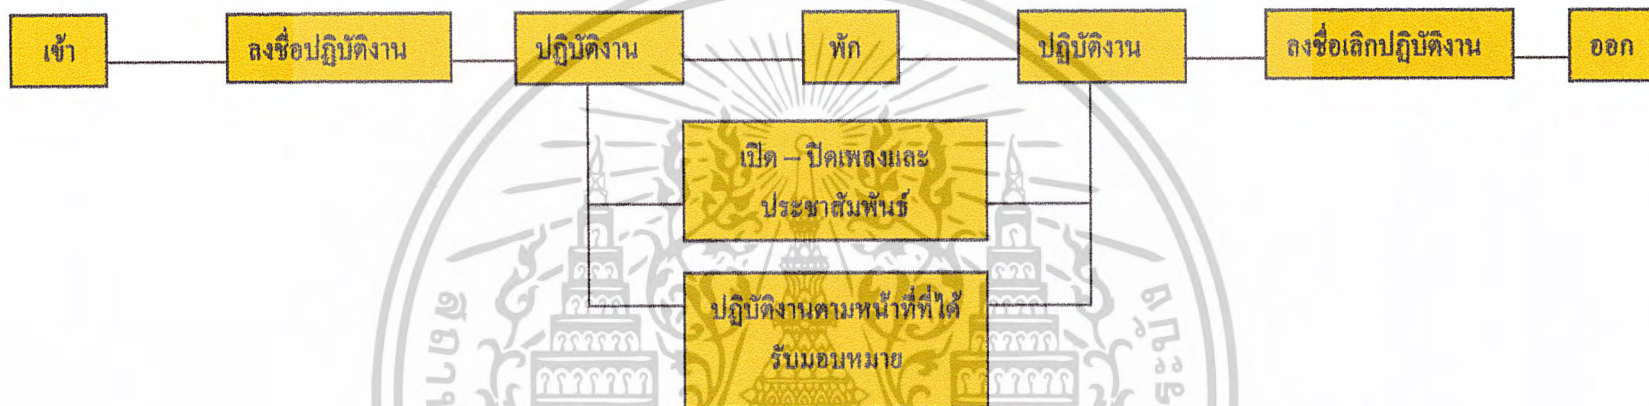 เข้า
ลงชื่อปฏิบัติงาน
ปฏิบัติงาน
พัก
ปฏิบัติงาน
ลงชื่อเลิกปฏิบัติงาน
ออก
เปิด – ปิดเพลงและ
ประชาสัมพันธ์
ปฏิบัติงานตามหน้าที่ที่ได้
รับมอบหมาย